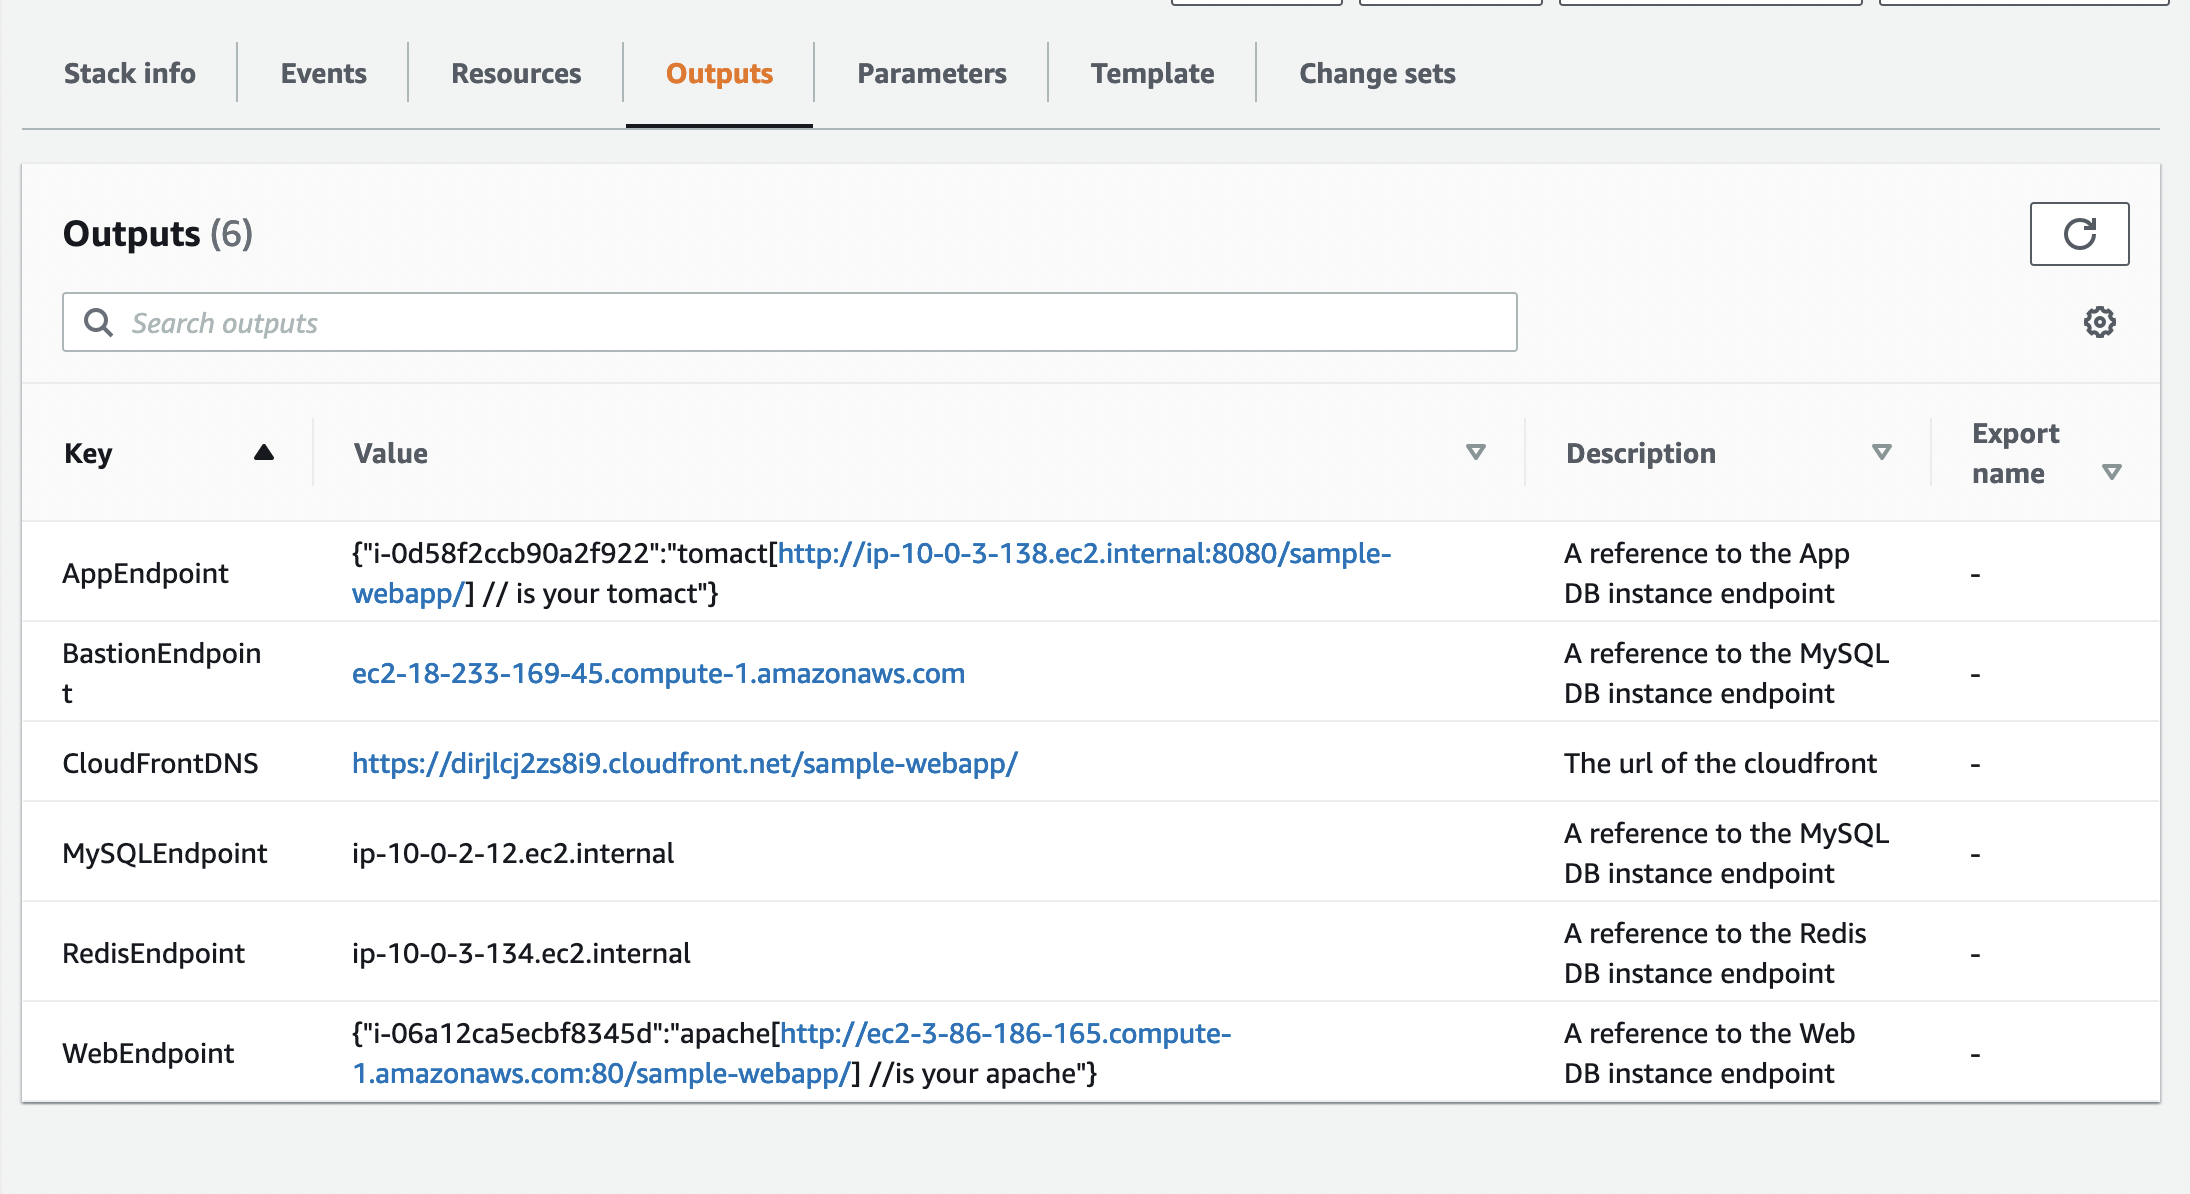 Stack info
Events
Resources
Outputs
Parameters
Template
Change sets
Outputs (6)
Search outputs
Key
Value
Description
Export
name
AppEndpoint
{"i-0d58f2ccb90a2f922":"tomact[http://ip-10-0-3-138.ec2.internal:8080/sample-
webapp/] // is your tomact"}
A reference to the App
DB instance endpoint
-
BastionEndpoin
t
ec2-18-233-169-45.compute-1.amazonaws.com
A reference to the MySQL
DB instance endpoint
-
CloudFrontDNS
https://dirjlcj2zs8i9.cloudfront.net/sample-webapp/
The url of the cloudfront
-
MySQLEndpoint
ip-10-0-2-12.ec2.internal
A reference to the MySQL
DB instance endpoint
-
RedisEndpoint
ip-10-0-3-134.ec2.internal
A reference to the Redis
DB instance endpoint
-
WebEndpoint
{"i-06a12ca5ecbf8345d":"apache[http://ec2-3-86-186-165.compute-
1.amazonaws.com:80/sample-webapp/] //is your apache"}
A reference to the Web
DB instance endpoint
-